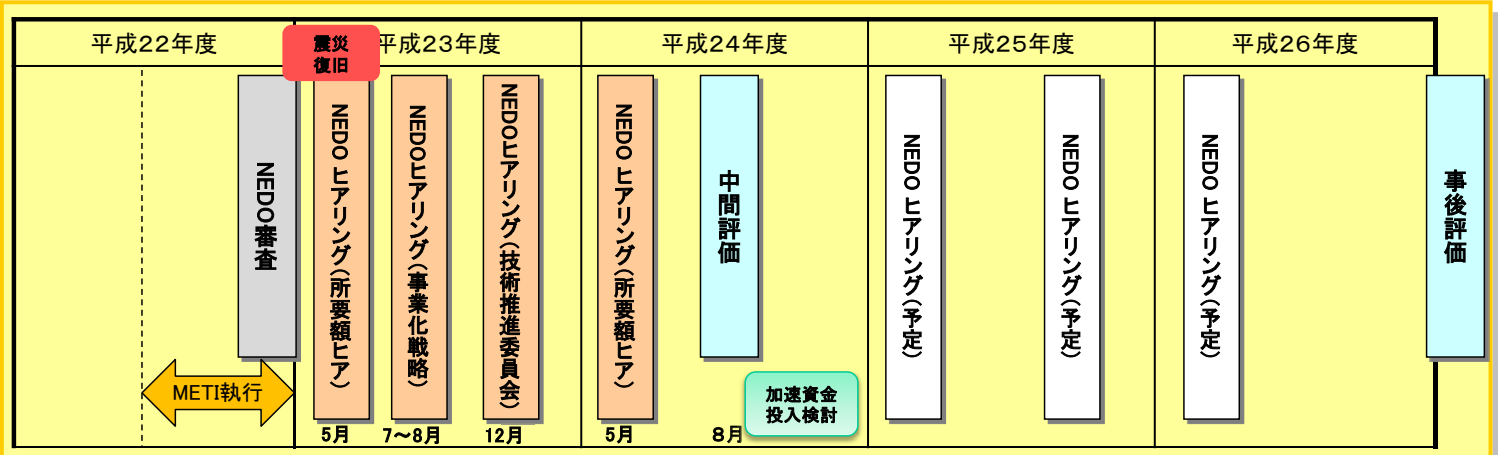 平成22年度
震災
復旧
平成23年度
平成24年度
平成25年度
平成26年度
NEDO審査
NEDO ヒアリング(所要額ヒア)
NEDOヒアリング(事業化戦略)
NEDOヒアリング(技術推進委員会)
NEDO ヒアリング(所要額ヒア)
中間評価
NEDO ヒアリング(予定)
NEDO ヒアリング(予定)
NEDO ヒアリング(予定)
事後評価
METI執行
加速資金
投入検討
5月
7～8月
12月
5月
8月